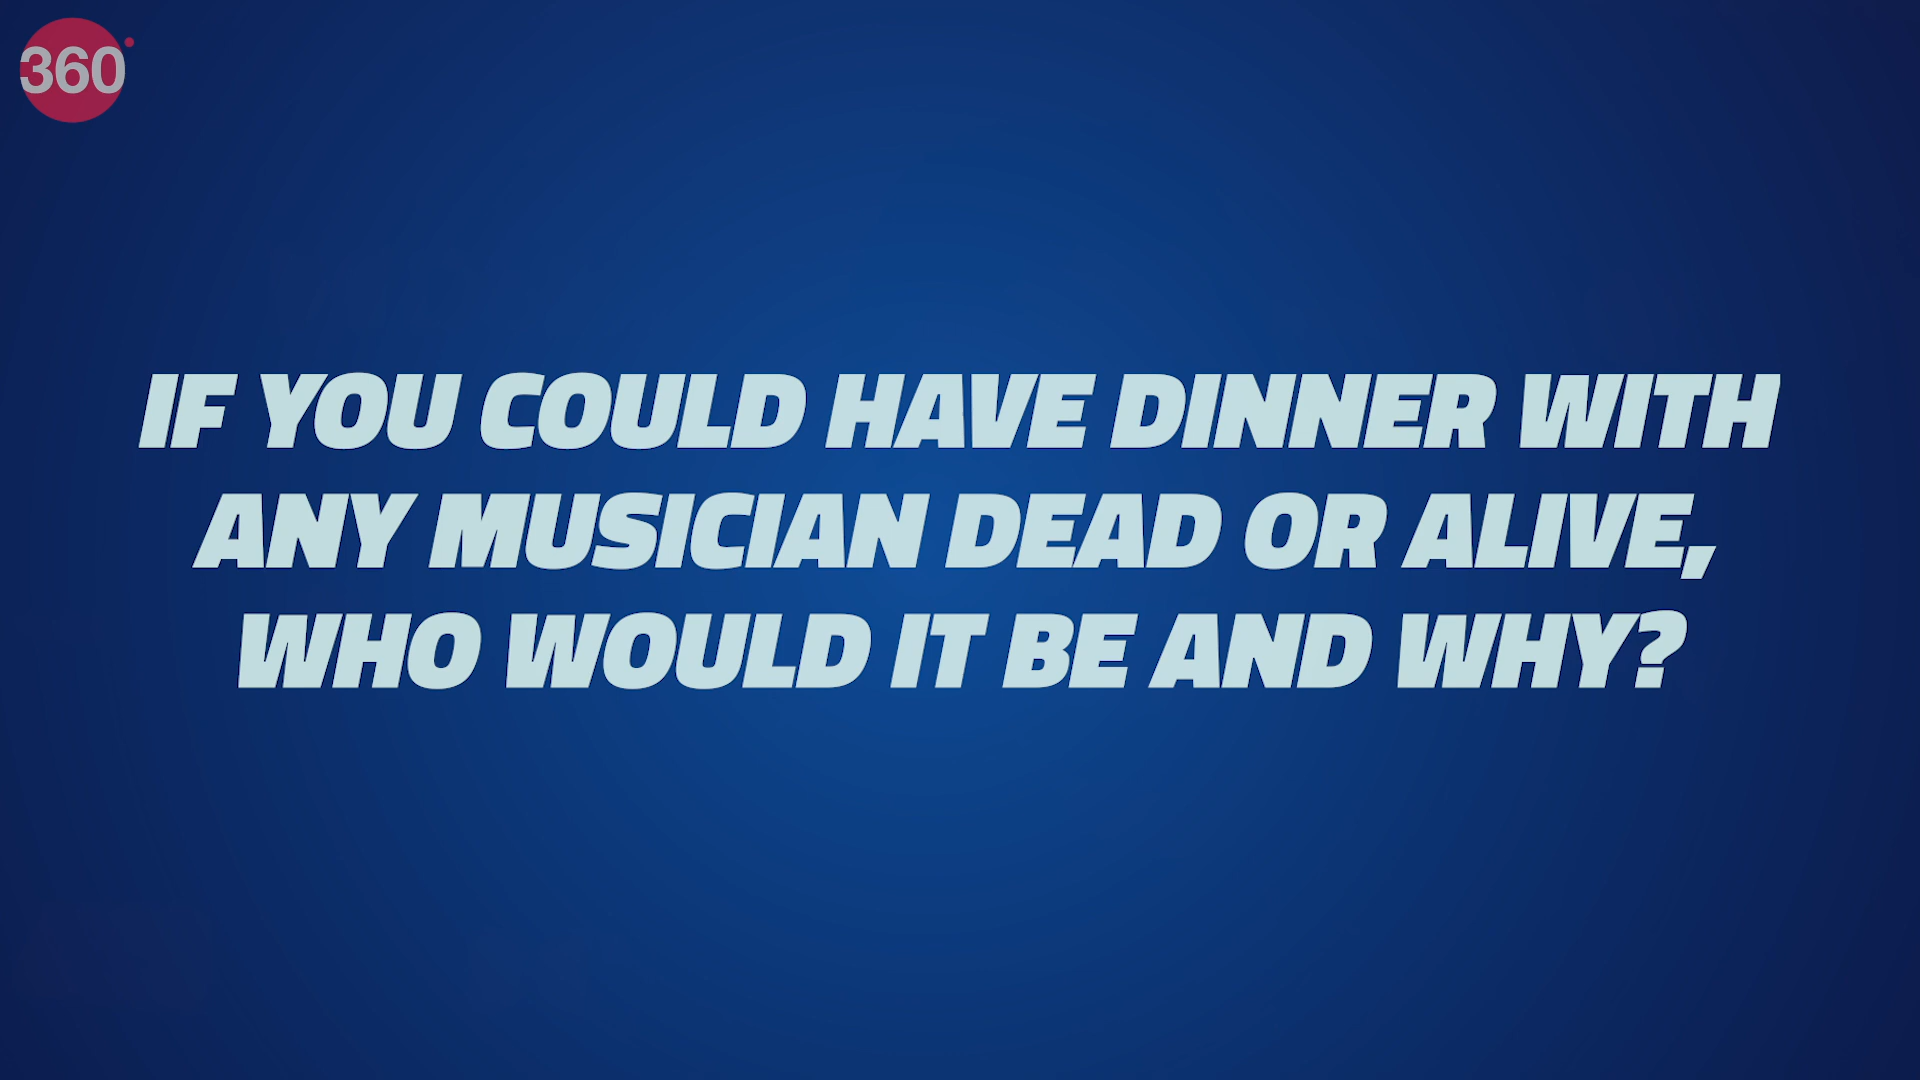 360°
IF YOU COULD HAVE DINNER WITH
ANY MUSICIAN DEAD OR ALIVE,
WHO WOULD IT BE AND WHY?